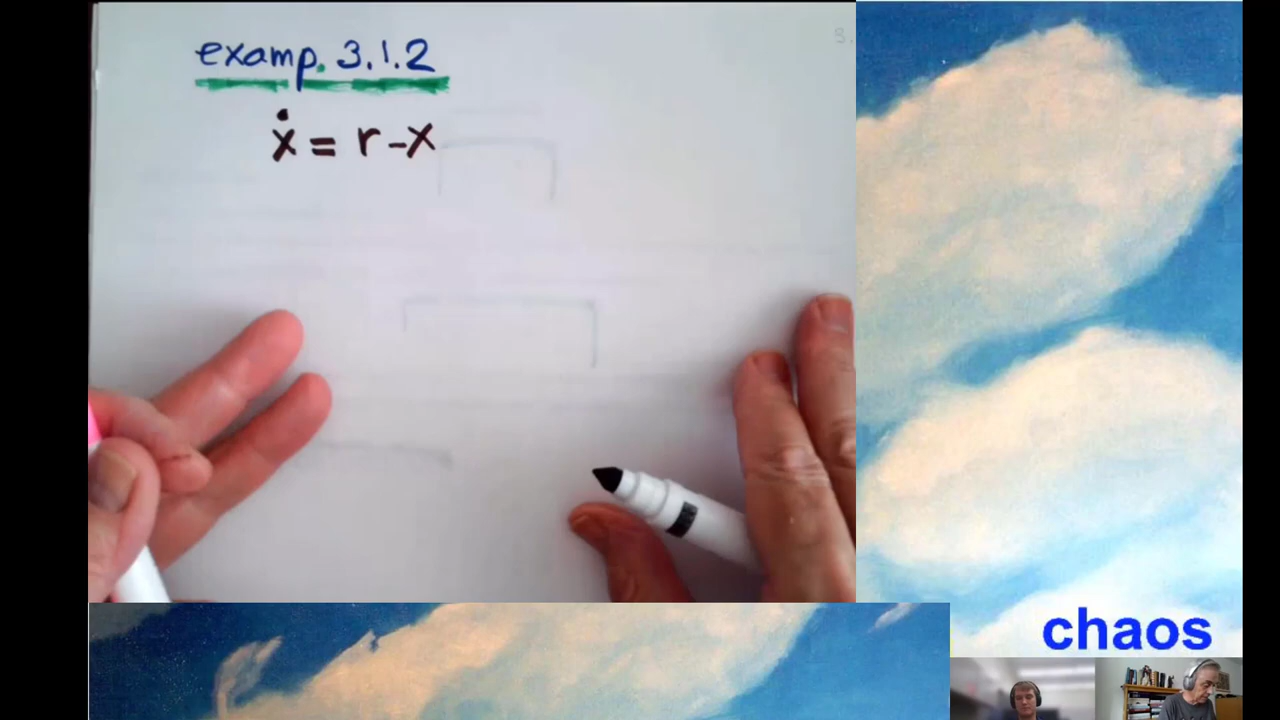 examp. 3.1.2
ẋ = r - x
chaos